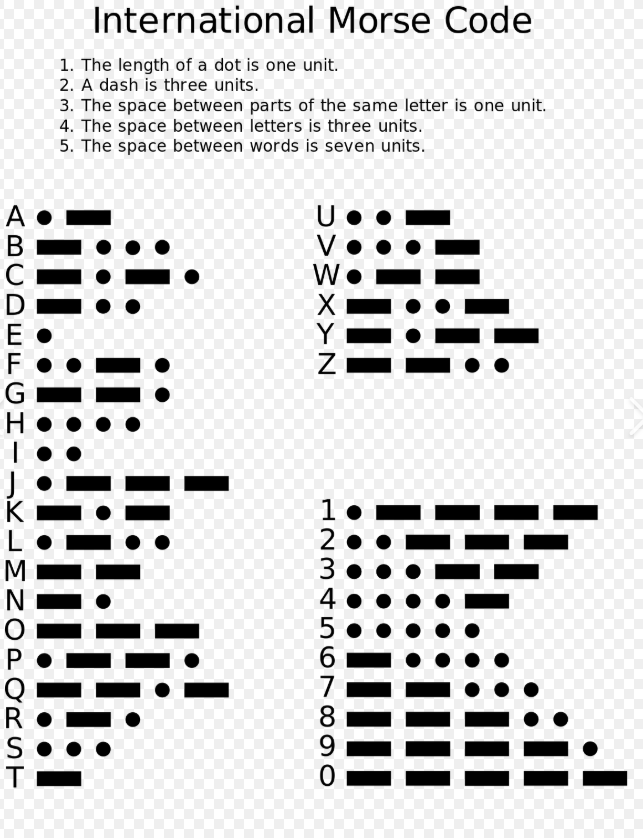 International Morse Code
1. The length of a dot is one unit.
2. A dash is three units.
3. The space between parts of the same letter is one unit.
4. The space between letters is three units.
5. The space between words is seven units.
A
B
C
D
E
F
G
H
I
J
K
L
M
N
O
P
Q
R
S
T
U
V
W
X
Y
Z
1
2
3
4
5
6
7
8
9
0